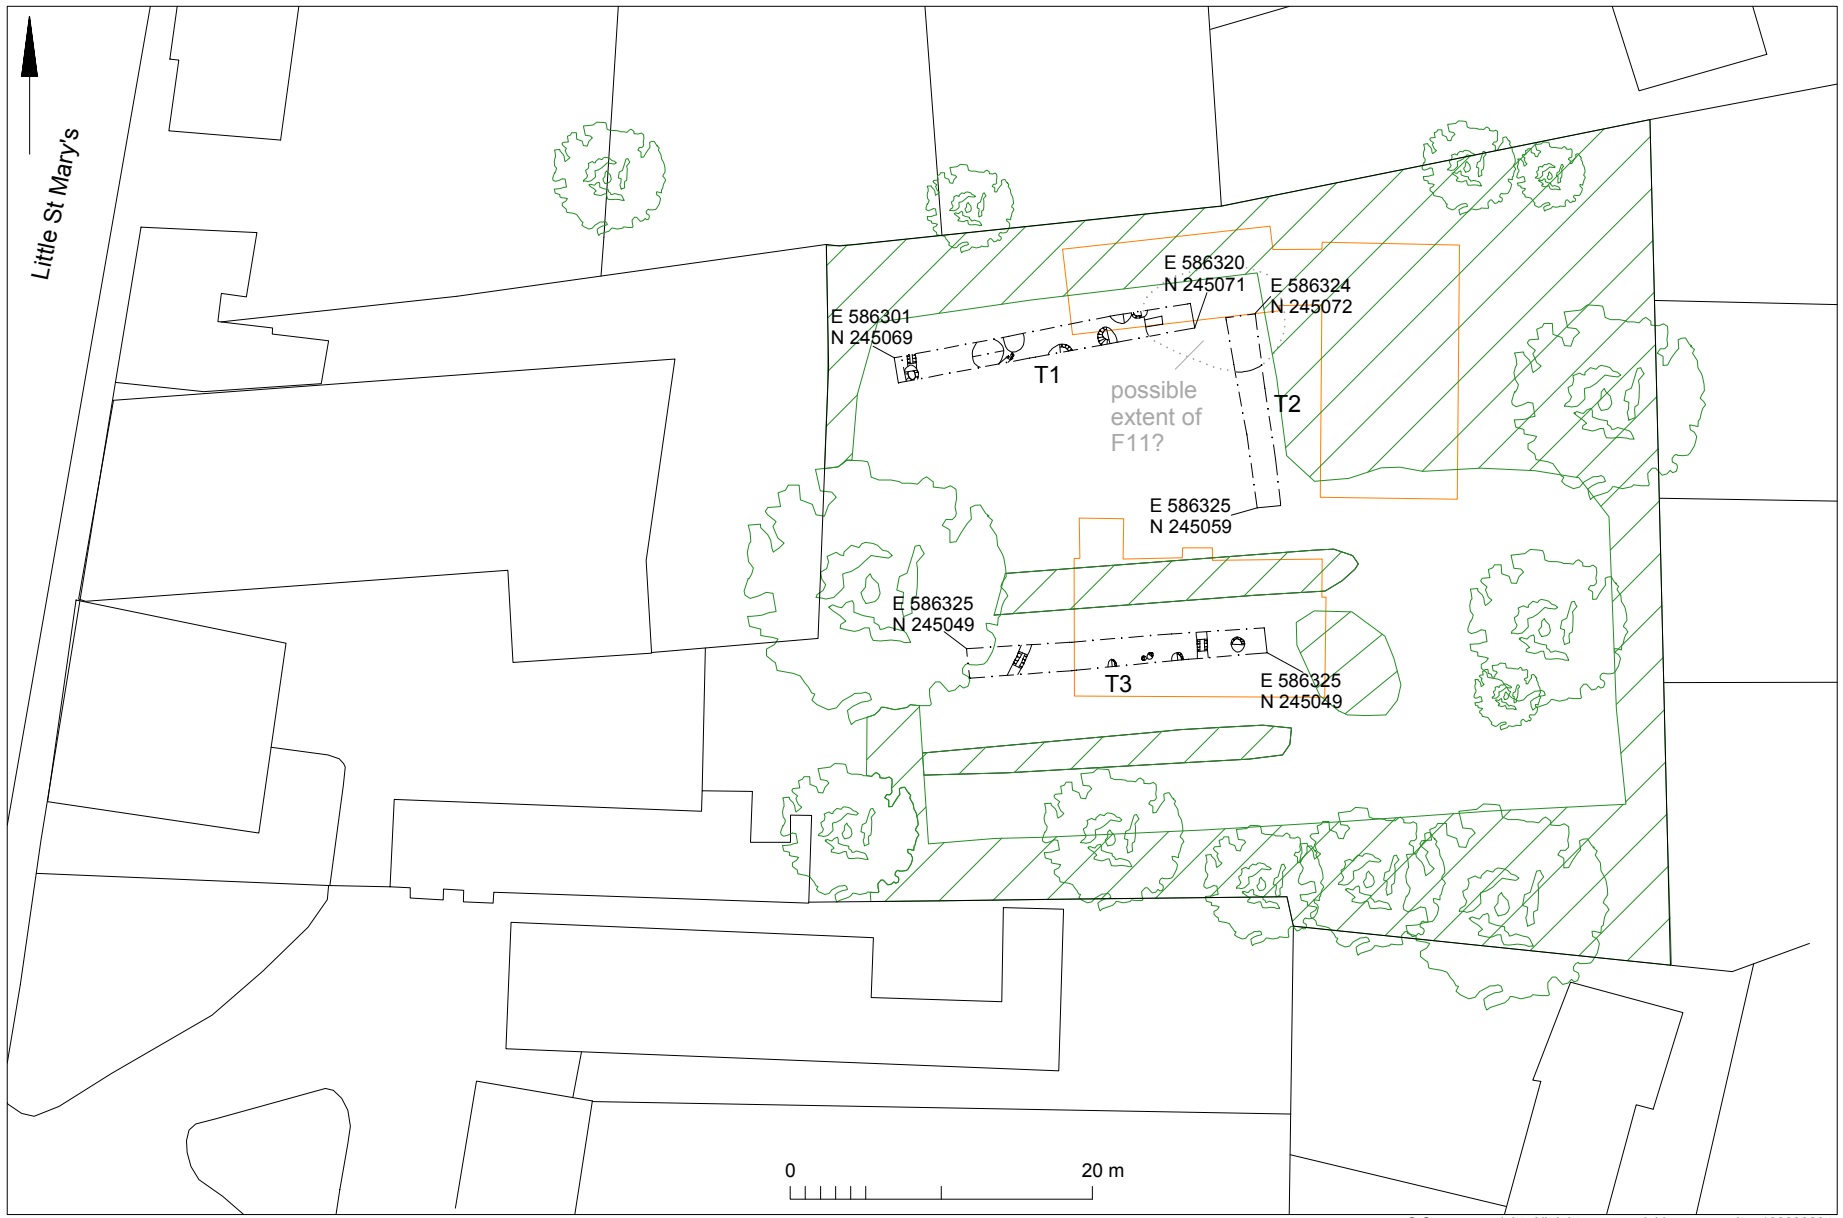 Little St Mary's
E 586320
N 245071
E 586324
N 245072
E 586301
N 245069
T1
T2
possible
extent of
F11?
E 586325
N 245059
E 586325
N 245049
T3
E 586325
N 245049
0 20 m